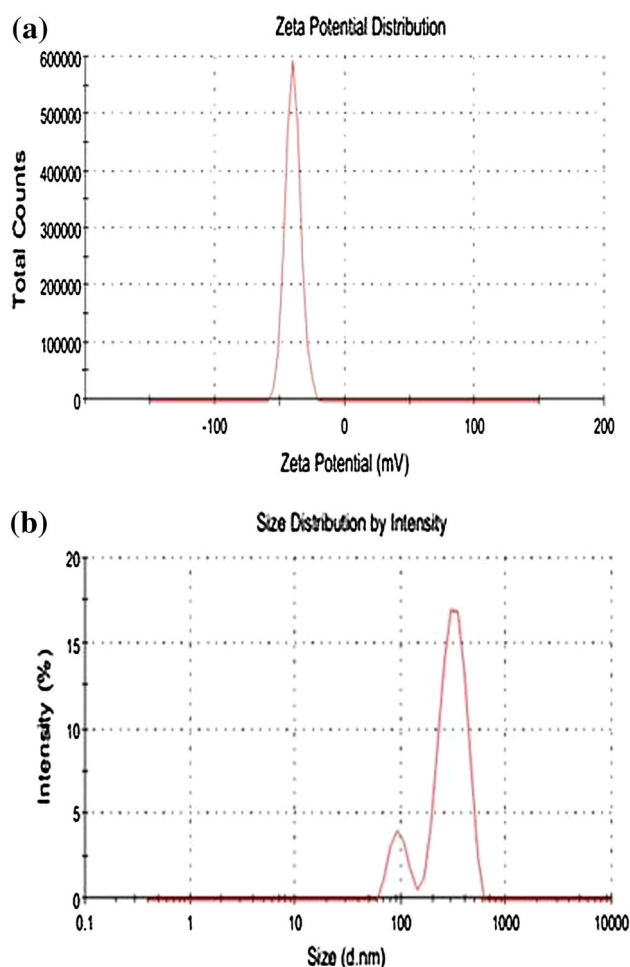 (a)
Zeta Potential Distribution
600000
500000
400000
300000
200000
100000
0
Total Counts
-100 0 100 200
Zeta Potential (mV)
(b)
Size Distribution by Intensity
20
15
10
5
0
Intensity (%)
0.1 1 10 100 1000 10000
Size (d.nm)